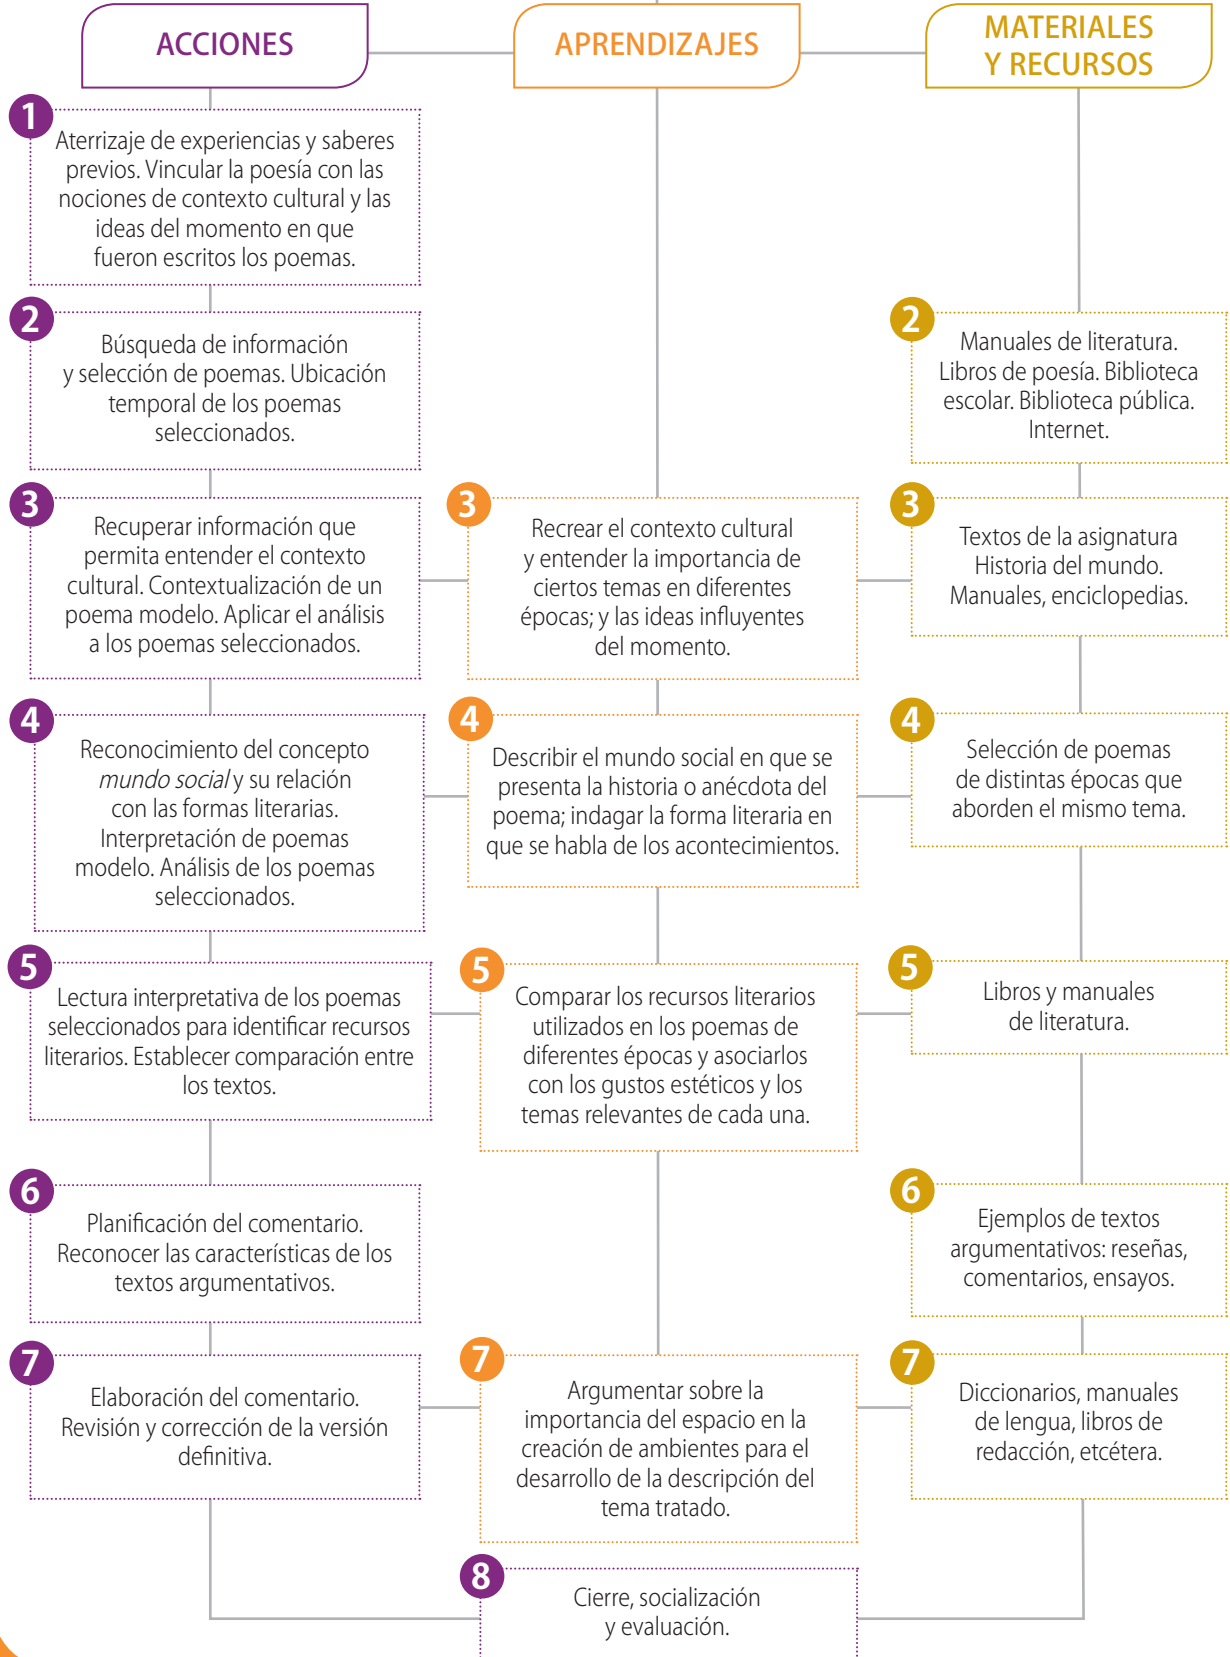 ACCIONES
APRENDIZAJES
MATERIALES
Y RECURSOS
1
Aterrizaje de experiencias y saberes
previos. Vincular la poesía con las
nociones de contexto cultural y las
ideas del momento en que
fueron escritos los poemas.
2
Búsqueda de información
y selección de poemas. Ubicación
temporal de los poemas
seleccionados.
2
Manuales de literatura.
Libros de poesía. Biblioteca
escolar. Biblioteca pública.
Internet.
3
Recuperar información que
permita entender el contexto
cultural. Contextualización de un
poema modelo. Aplicar el análisis
a los poemas seleccionados.
3
Recrear el contexto cultural
y entender la importancia de
ciertos temas en diferentes
épocas; y las ideas influyentes
del momento.
3
Textos de la asignatura
Historia del mundo.
Manuales, enciclopedias.
4
Reconocimiento del concepto
mundo social y su relación
con las formas literarias.
Interpretación de poemas
modelo. Análisis de los poemas
seleccionados.
4
Describir el mundo social en que se
presenta la historia o anécdota del
poema; indagar la forma literaria en
que se habla de los acontecimientos.
4
Selección de poemas
de distintas épocas que
aborden el mismo tema.
5
Lectura interpretativa de los poemas
seleccionados para identificar recursos
literarios. Establecer comparación entre
los textos.
5
Comparar los recursos literarios
utilizados en los poemas de
diferentes épocas y asociarlos
con los gustos estéticos y los
temas relevantes de cada una.
5
Libros y manuales
de literatura.
6
Planificación del comentario.
Reconocer las características de los
textos argumentativos.
6
Ejemplos de textos
argumentativos: reseñas,
comentarios, ensayos.
7
Elaboración del comentario.
Revisión y corrección de la versión
definitiva.
7
Argumentar sobre la
importancia del espacio en la
creación de ambientes para el
desarrollo de la descripción del
tema tratado.
7
Diccionarios, manuales
de lengua, libros de
redacción, etcétera.
8
Cierre, socialización
y evaluación.